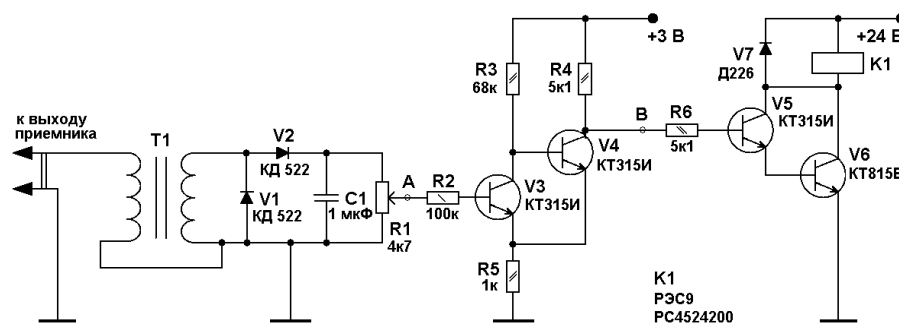 к выходу
приемника
T1
V2
КД 522
V1
КД 522
C1
1 мкФ
R1
4к7
A
R2
100к
R3
68к
R4
5к1
+3 В
V3
КТ315И
V4
КТ315И
R5
1к
B
R6
5к1
V7
Д226
+24 В
K1
V5
КТ315И
V6
K1
РЭС9
РС4524200